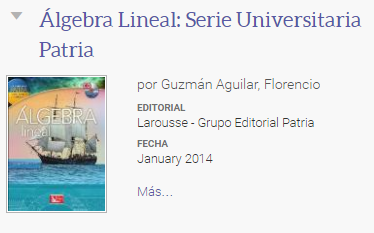 Álgebra Lineal: Serie Universitaria
Patria
por Guzmán Aguilar, Florencio
EDITORIAL
Larousse - Grupo Editorial Patria
FECHA
January 2014
Más...
ÁLGEBRA
lineal